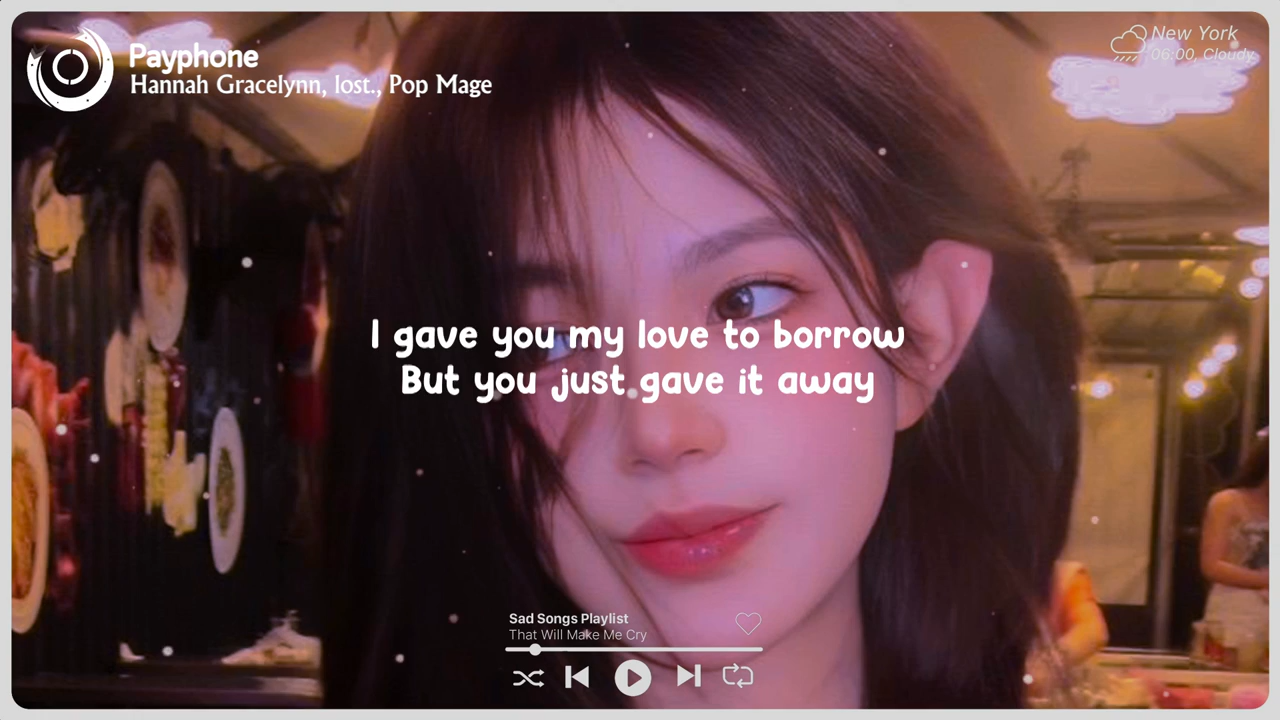 Payphone
Hannah Gracelynn, lost., Pop Mage
New York
06:00, Cloudy
I gave you my love to borrow
But you just gave it away
Sad Songs Playlist
That Will Make Me Cry